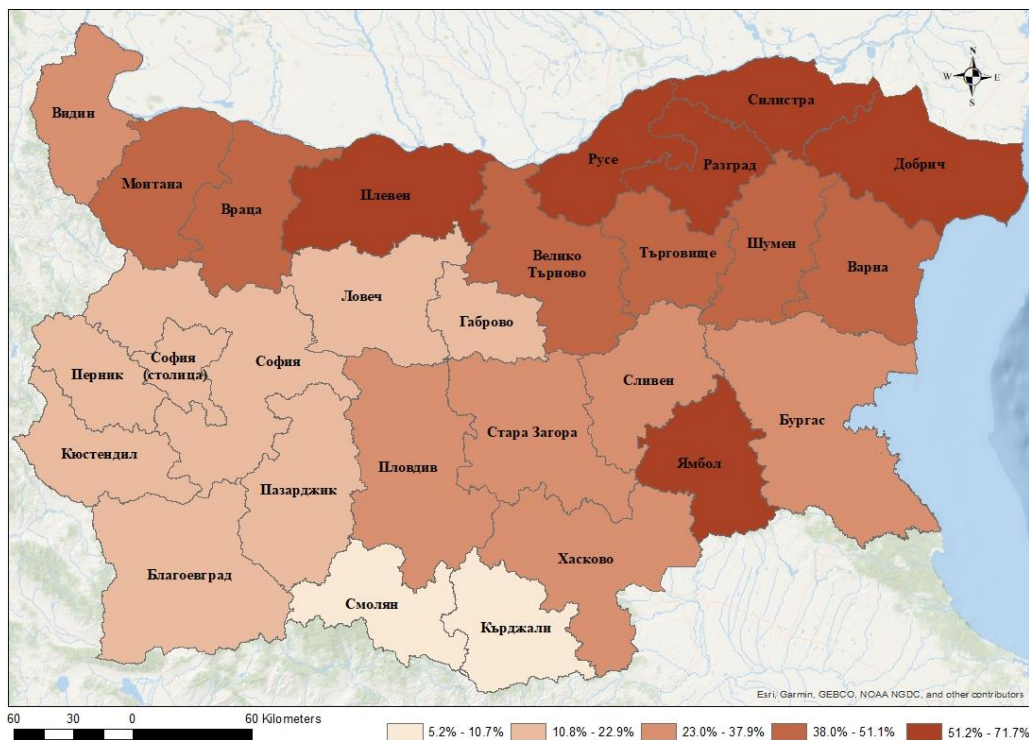 N
W E
S
Видин
Монтана
Враца
Плевен
Русе
Силистра
Разград
Добрич
Велико
Търново
Търговище
Шумен
Варна
Ловеч
Габрово
София
(столица)
София
Перник
Кюстендил
Сливен
Бургас
Стара Загора
Пловдив
Пазарджик
Ямбол
Благоевград
Хасково
Смолян
Кърджали
Esri, Garmin, GEBCO, NOAA NGDC, and other contributors
60 30 0 60 Kilometers
5.2% - 10.7% 10.8% - 22.9% 23.0% - 37.9% 38.0% - 51.1% 51.2% - 71.7%